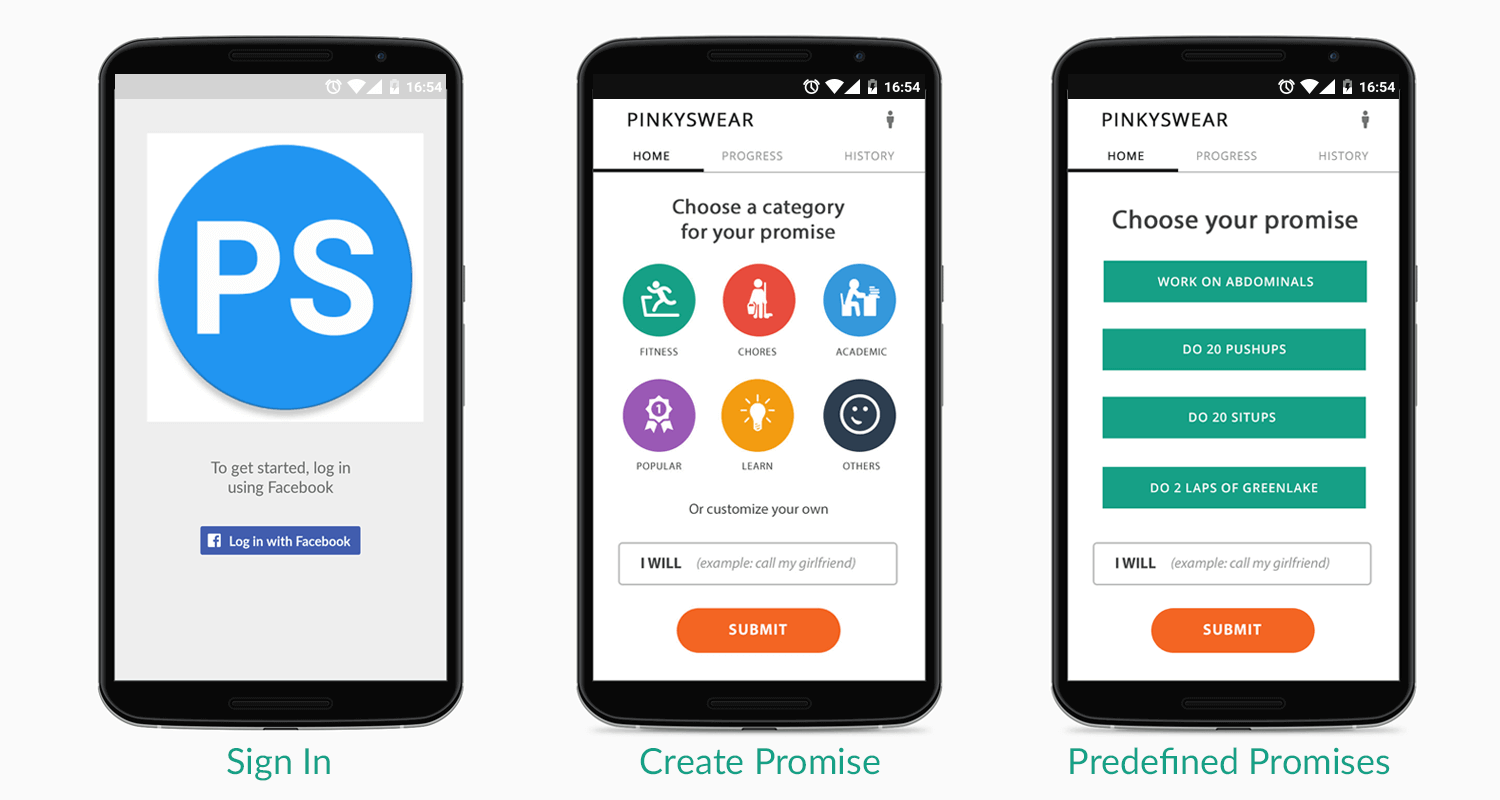 16:54
PS
To get started, log in
using Facebook
Log in with Facebook
Sign In
16:54
PINKYSWEAR
HOME PROGRESS HISTORY
Choose a category
for your promise
FITNESS CHORES ACADEMIC
1
POPULAR LEARN OTHERS
Or customize your own
I WILL (example: call my girlfriend)
SUBMIT
Create Promise
16:54
PINKYSWEAR
HOME PROGRESS HISTORY
Choose your promise
WORK ON ABDOMINALS
DO 20 PUSHUPS
DO 20 SITUPS
DO 2 LAPS OF GREENLAKE
I WILL (example: call my girlfriend)
SUBMIT
Predefined Promises